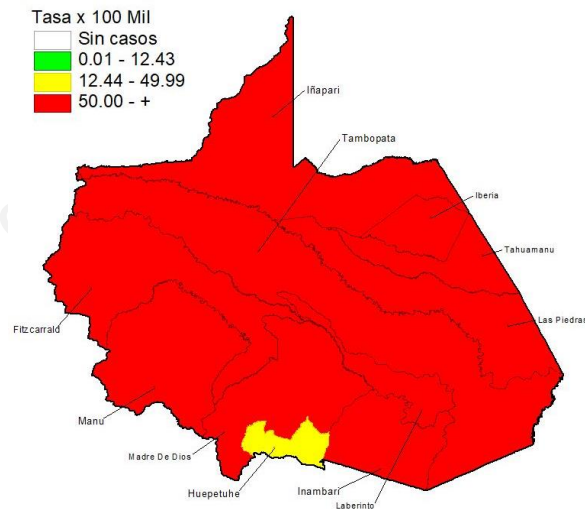 Tasa x 100 Mil
Sin casos
0.01 - 12.43
12.44 - 49.99
50.00 - +
Iñapari
Tambopata
Iberia
Tahuamanu
Las Piedras
Fitzcarrald
Manu
Madre De Dios
Huepetuhe
Inambari
Laberinto